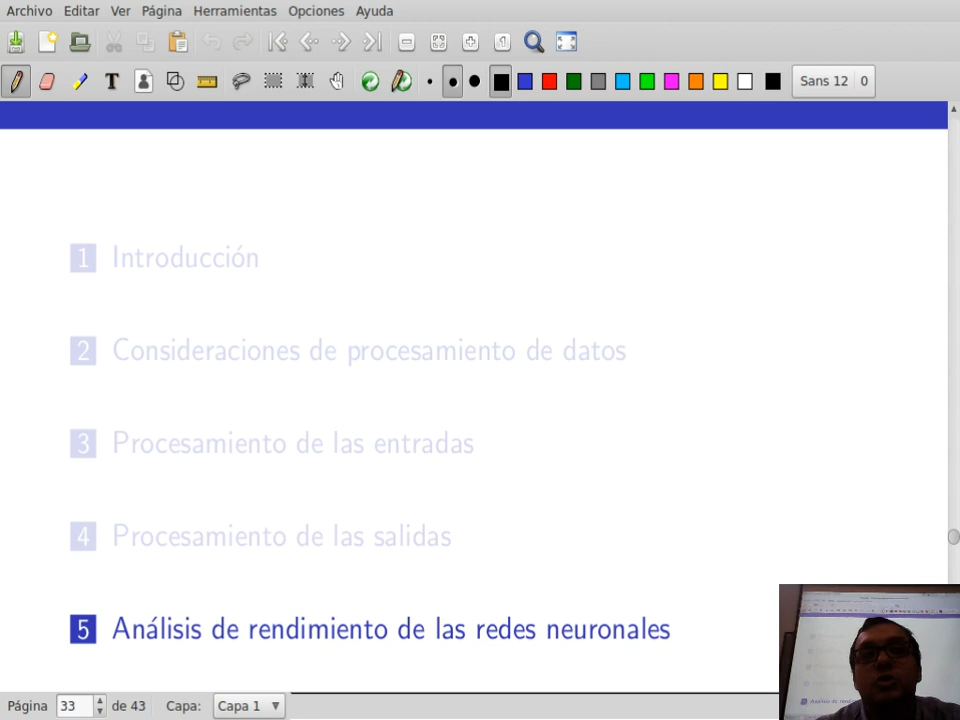 Archivo Editar Ver Página Herramientas Opciones Ayuda
T Sans 12 0
1 Introducción
2 Consideraciones de procesamiento de datos
3 Procesamiento de las entradas
4 Procesamiento de las salidas
5 Análisis de rendimiento de las redes neuronales
Página 33 de 43 Capa: Capa 1